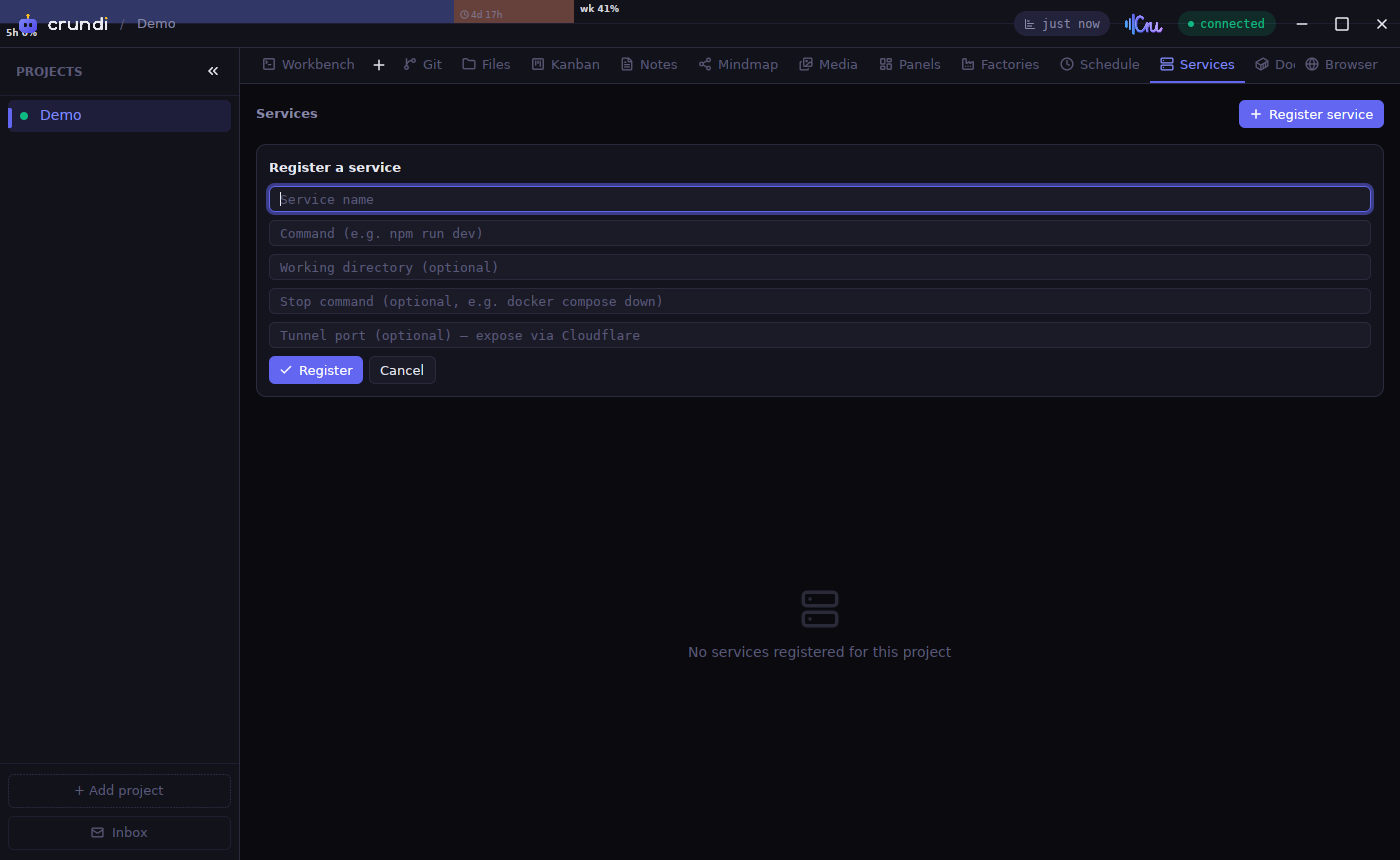 4d 17h
wk 41%
crundi / Demo
just now
Cru
connected
PROJECTS
Workbench
Git
Files
Kanban
Notes
Mindmap
Media
Panels
Factories
Schedule
Services
Browser
Demo
Services
+ Register service
Register a service
Service name
Command (e.g. npm run dev)
Working directory (optional)
Stop command (optional, e.g. docker compose down)
Tunnel port (optional) — expose via Cloudflare
Register
Cancel
No services registered for this project
+ Add project
Inbox